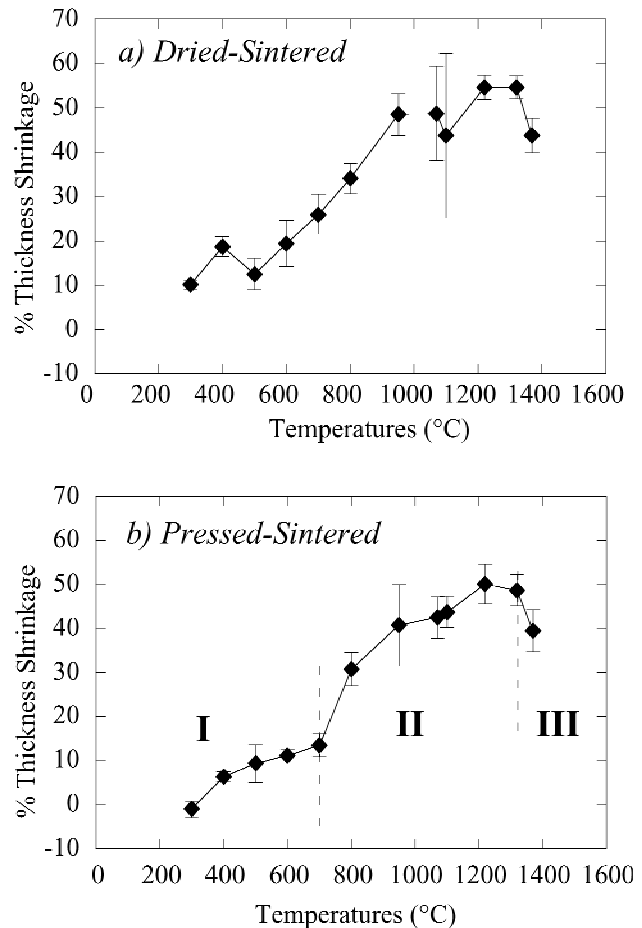 70
a) Dried-Sintered
60
50
40
30
20
10
0
-10
% Thickness Shrinkage
0 200 400 600 800 1000 1200 1400 1600
Temperatures (°C)
70
b) Pressed-Sintered
60
50
40
30
20
10
0
-10
% Thickness Shrinkage
I
II
III
0 200 400 600 800 1000 1200 1400 1600
Temperatures (°C)